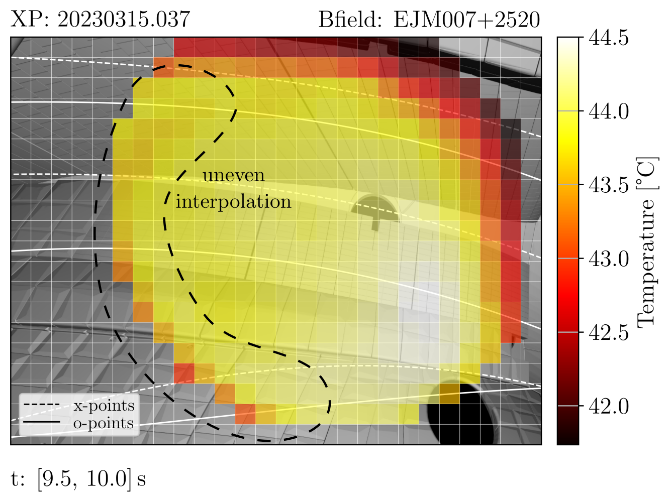 XP: 20230315.037 Bfield: EJM007+2520
uneven
interpolation
x-points
o-points
t: [9.5, 10.0] s
44.5
44.0
43.5
43.0
42.5
42.0
Temperature [°C]